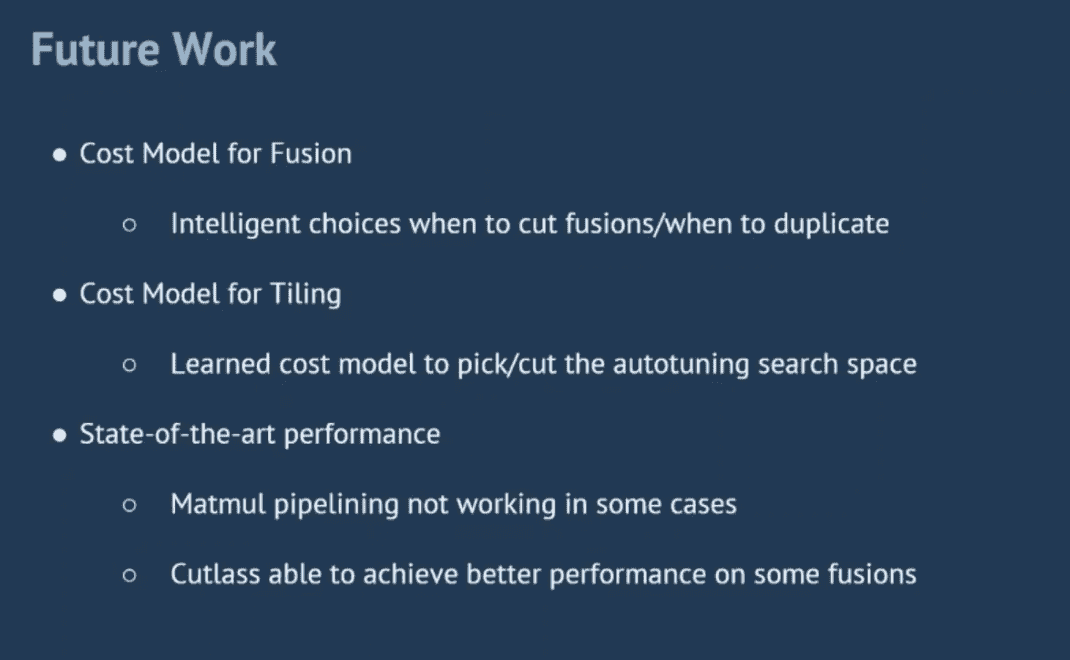 Future Work
● Cost Model for Fusion
○ Intelligent choices when to cut fusions/when to duplicate
● Cost Model for Tiling
○ Learned cost model to pick/cut the autotuning search space
● State-of-the-art performance
○ Matmul pipelining not working in some cases
○ Cutlass able to achieve better performance on some fusions